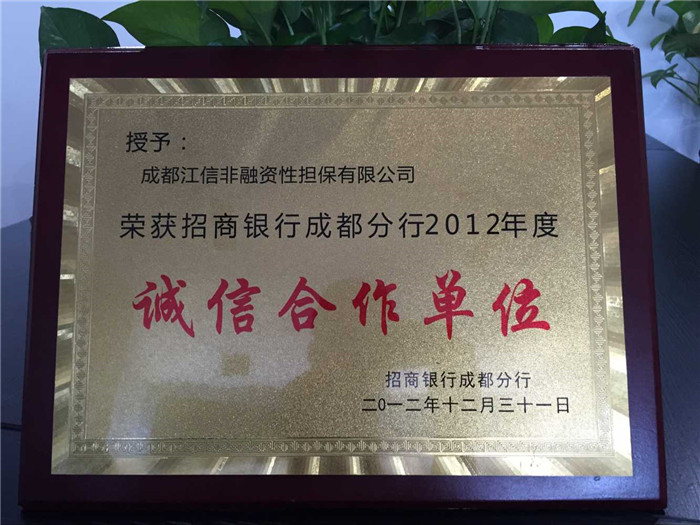 授予：
成都江信非融资性担保有限公司
荣获招商银行成都分行2012年度
诚信合作单位
招商银行成都分行
二0一二年十二月三十一日